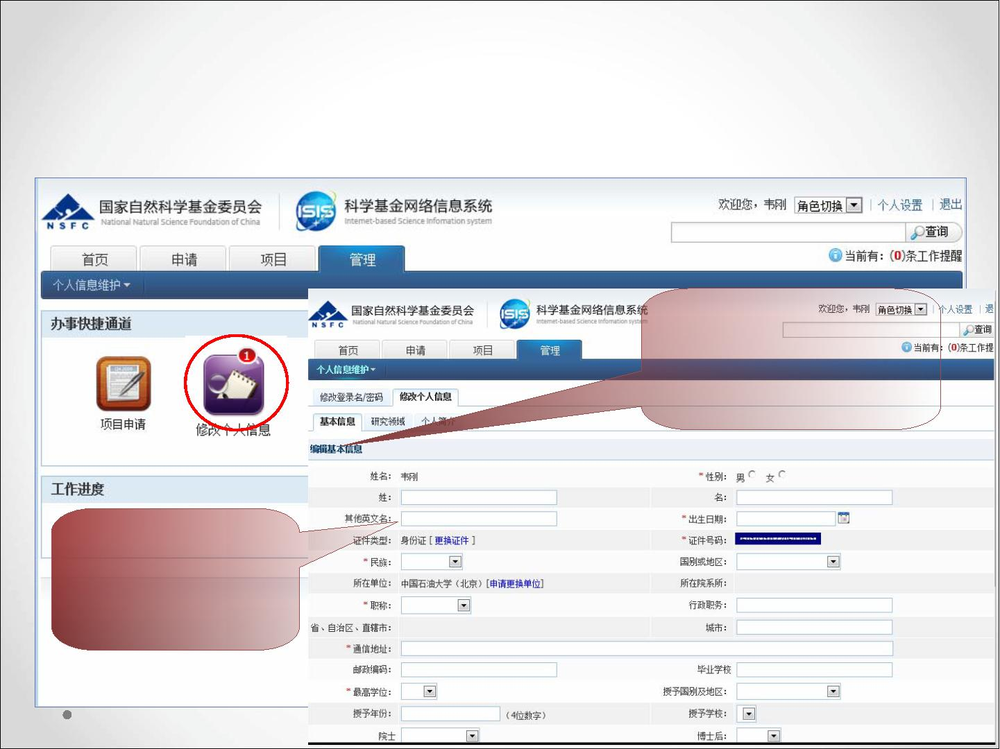 国家自然科学基金委员会
National Natural Science Foundation of China
NSFC
ISIS
科学基金网络信息系统
Internet-based Science Infomation system
欢迎您，韦刚 角色切换 | 个人设置 | 退出
查询
当前有：(0)条工作提醒
首页 申请 项目 管理
个人信息维护
办事快捷通道
1
项目申请
修改个人信息
工作进度
国家自然科学基金委员会
National Natural Science Foundation of China
NSFC
ISIS
科学基金网络信息系统
Internet-based Science Infomation system
欢迎您，韦刚 角色切换 | 个人设置 | 退
查询
当前有：(0)条工作提
首页 申请 项目 管理
个人信息维护
修改登录名/密码 修改个人信息
基本信息 研究领域 个人简介
编辑基本信息
姓名： 韦刚 *性别： 男 女
姓： 名：
其他英文名： *出生日期：
证件类型： 身份证 [ 更换证件 ] *证件号码：
*民族： 国别或地区：
所在单位： 中国石油大学（北京）[申请更换单位] 所在院系所：
*职称： 行政职务：
省、自治区、直辖市： 城市：
*通信地址：
邮政编码： 毕业学校
*最高学位： 授予国别及地区：
授予年份： （4位数字） 授予学校：
院士 博士后：